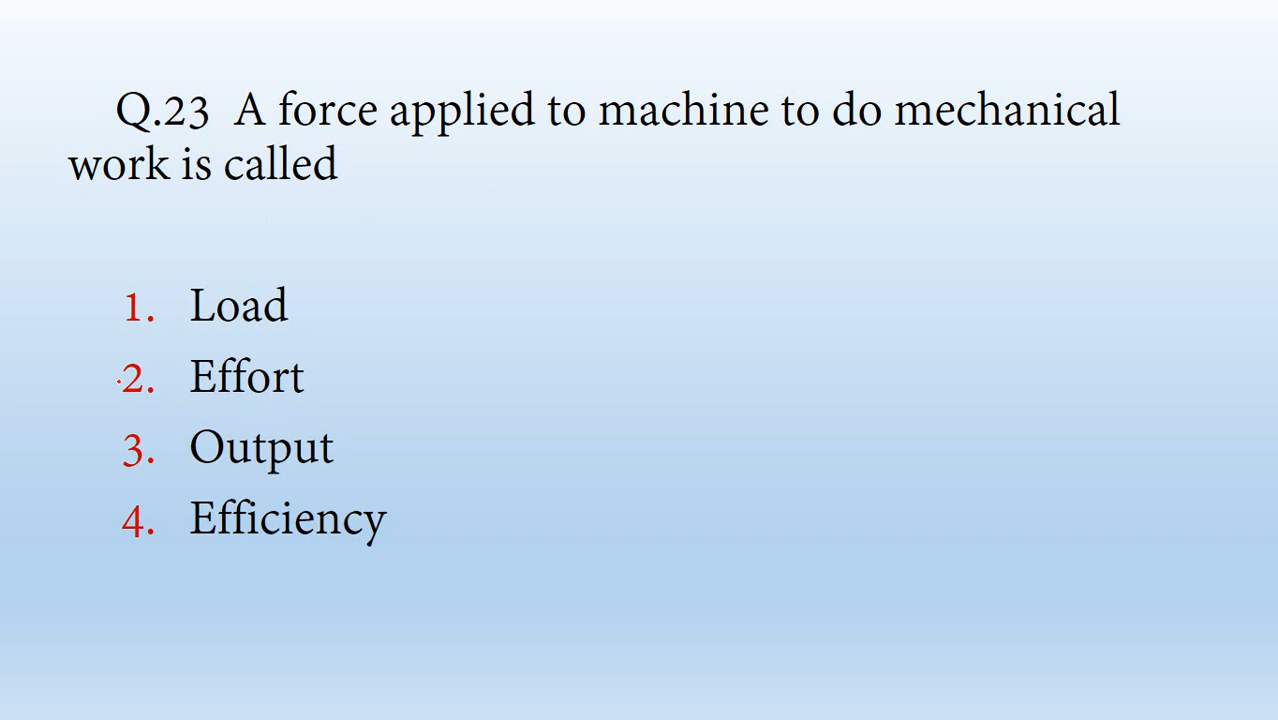 Q.23 A force applied to machine to do mechanical
work is called
1. Load
2. Effort
3. Output
4. Efficiency